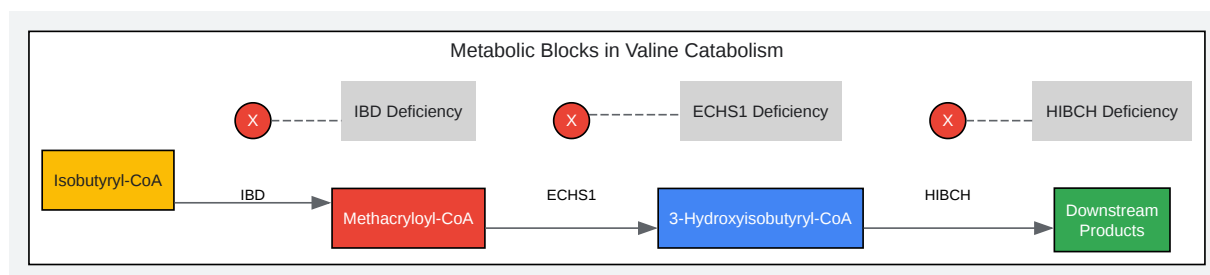 Metabolic Blocks in Valine Catabolism
X
IBD Deficiency
X
ECHS1 Deficiency
X
HIBCH Deficiency
Isobutyryl-CoA
IBD
Methacryloyl-CoA
ECHS1
3-Hydroxyisobutyryl-CoA
HIBCH
Downstream
Products